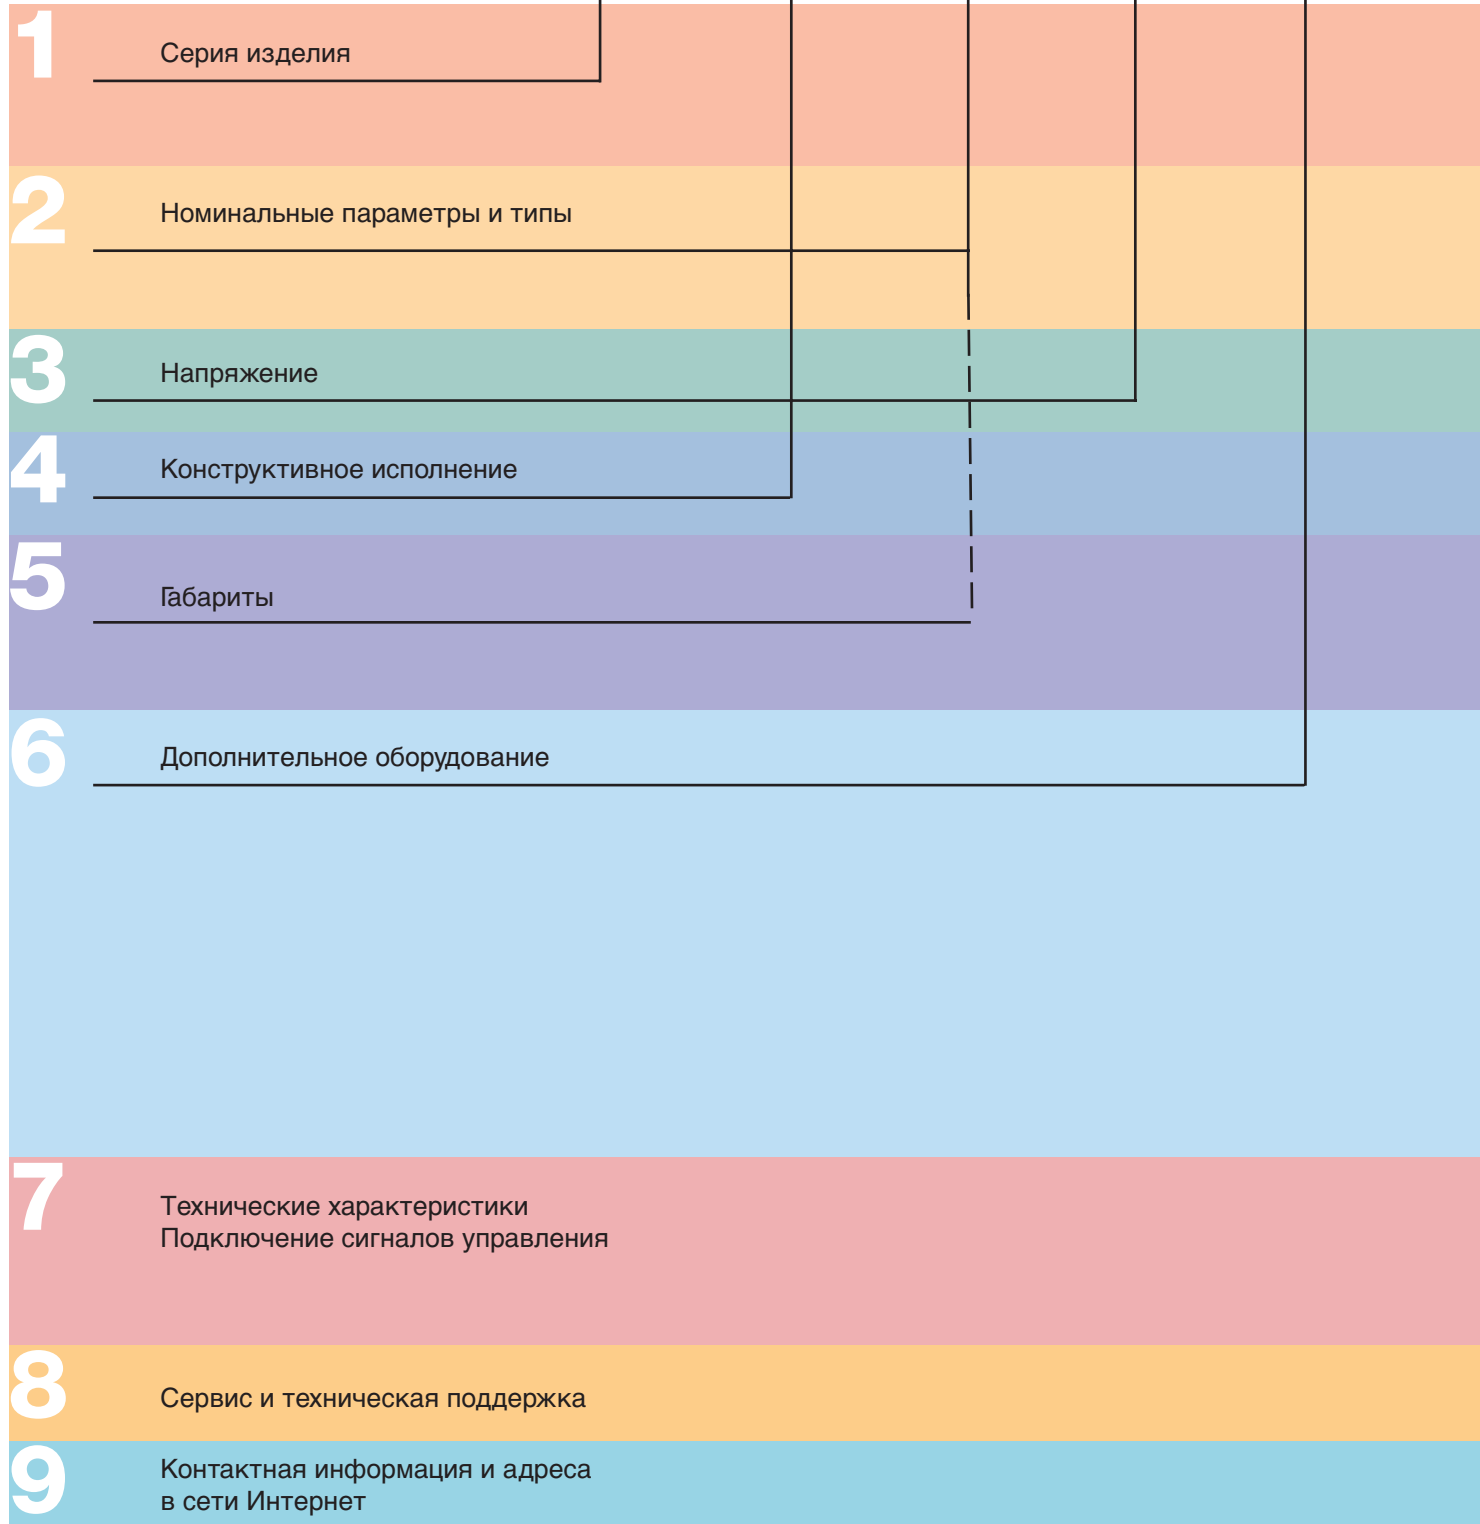 1
Серия изделия
2
Номинальные параметры и типы
3
Напряжение
4
Конструктивное исполнение
5
Габариты
6
Дополнительное оборудование
7
Технические характеристики
Подключение сигналов управления
8
Сервис и техническая поддержка
9
Контактная информация и адреса
в сети Интернет